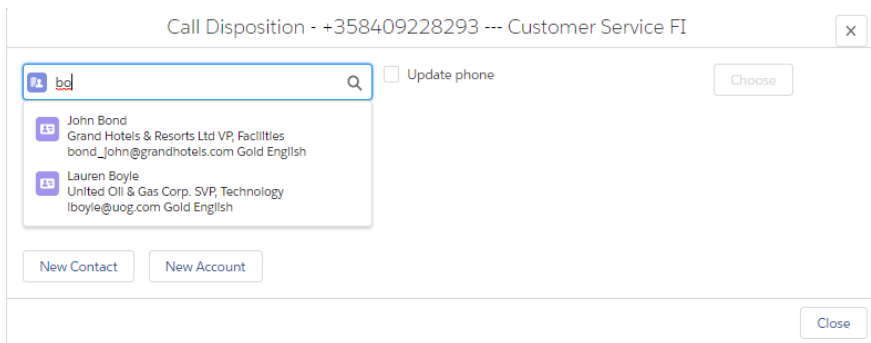 Call Disposition - +358409228293 --- Customer Service FI
bo
Update phone
Choose
John Bond
Grand Hotels & Resorts Ltd VP, Facilities
bond_john@grandhotels.com Gold English
Lauren Boyle
United Oil & Gas Corp. SVP, Technology
lboyle@uog.com Gold English
New Contact
New Account
Close